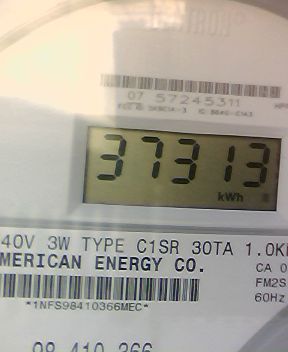 07 57245311
37313
kWh
40V 3W TYPE C1SR 30TA 1.0K
MERICAN ENERGY CO.
CA 0
FM2S
60Hz
*1NFS98410366MEC*
98 410 366